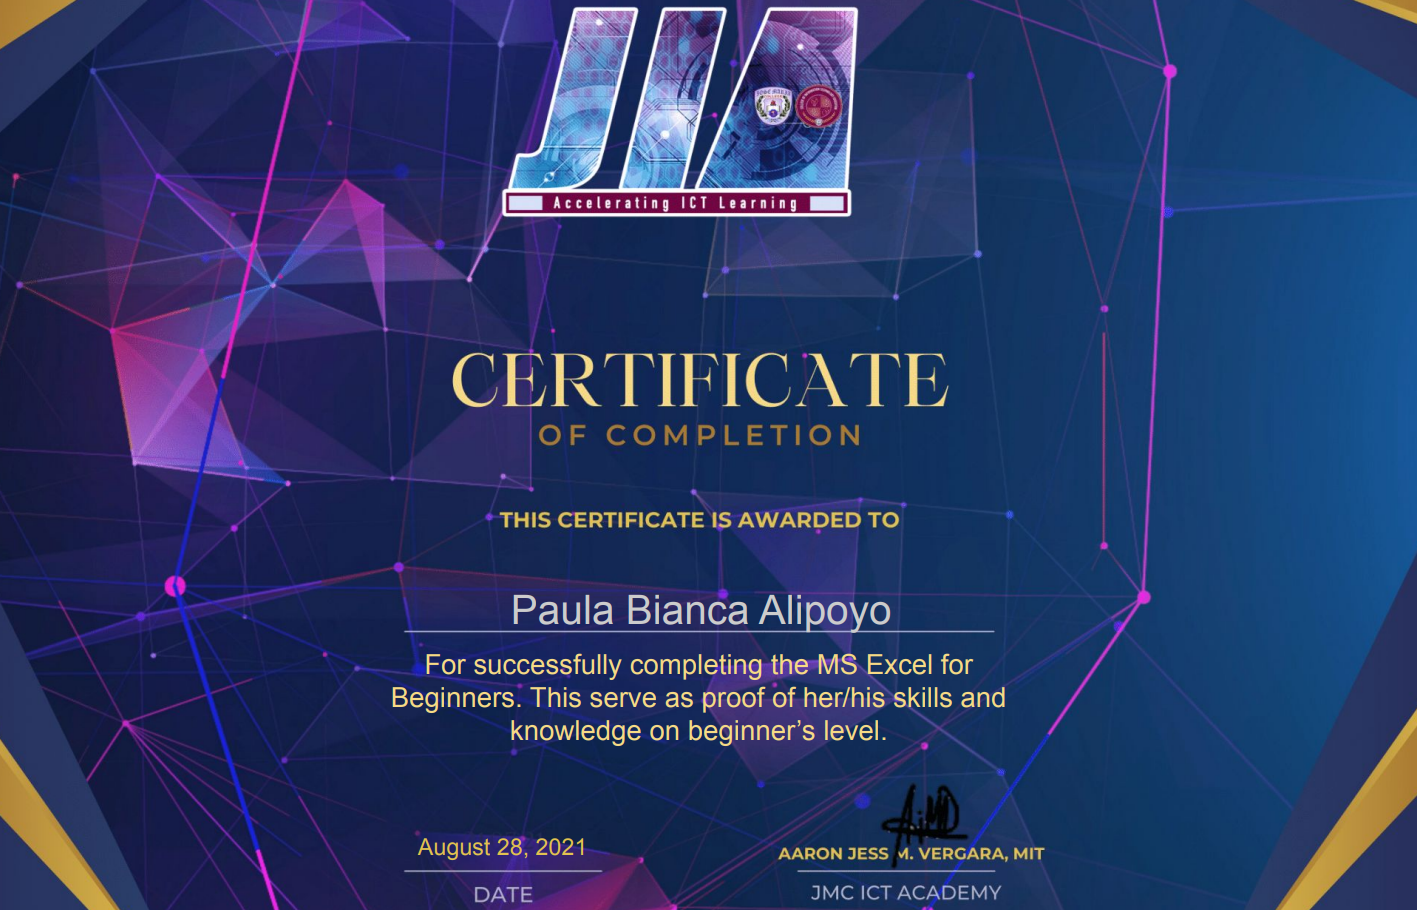 JIA
Accelerating ICT Learning
CERTIFICATE
OF COMPLETION
THIS CERTIFICATE IS AWARDED TO
Paula Bianca Alipoyo
For successfully completing the MS Excel for
Beginners. This serve as proof of her/his skills and
knowledge on beginner’s level.
August 28, 2021
AARON JESS M. VERGARA, MIT
DATE
JMC ICT ACADEMY